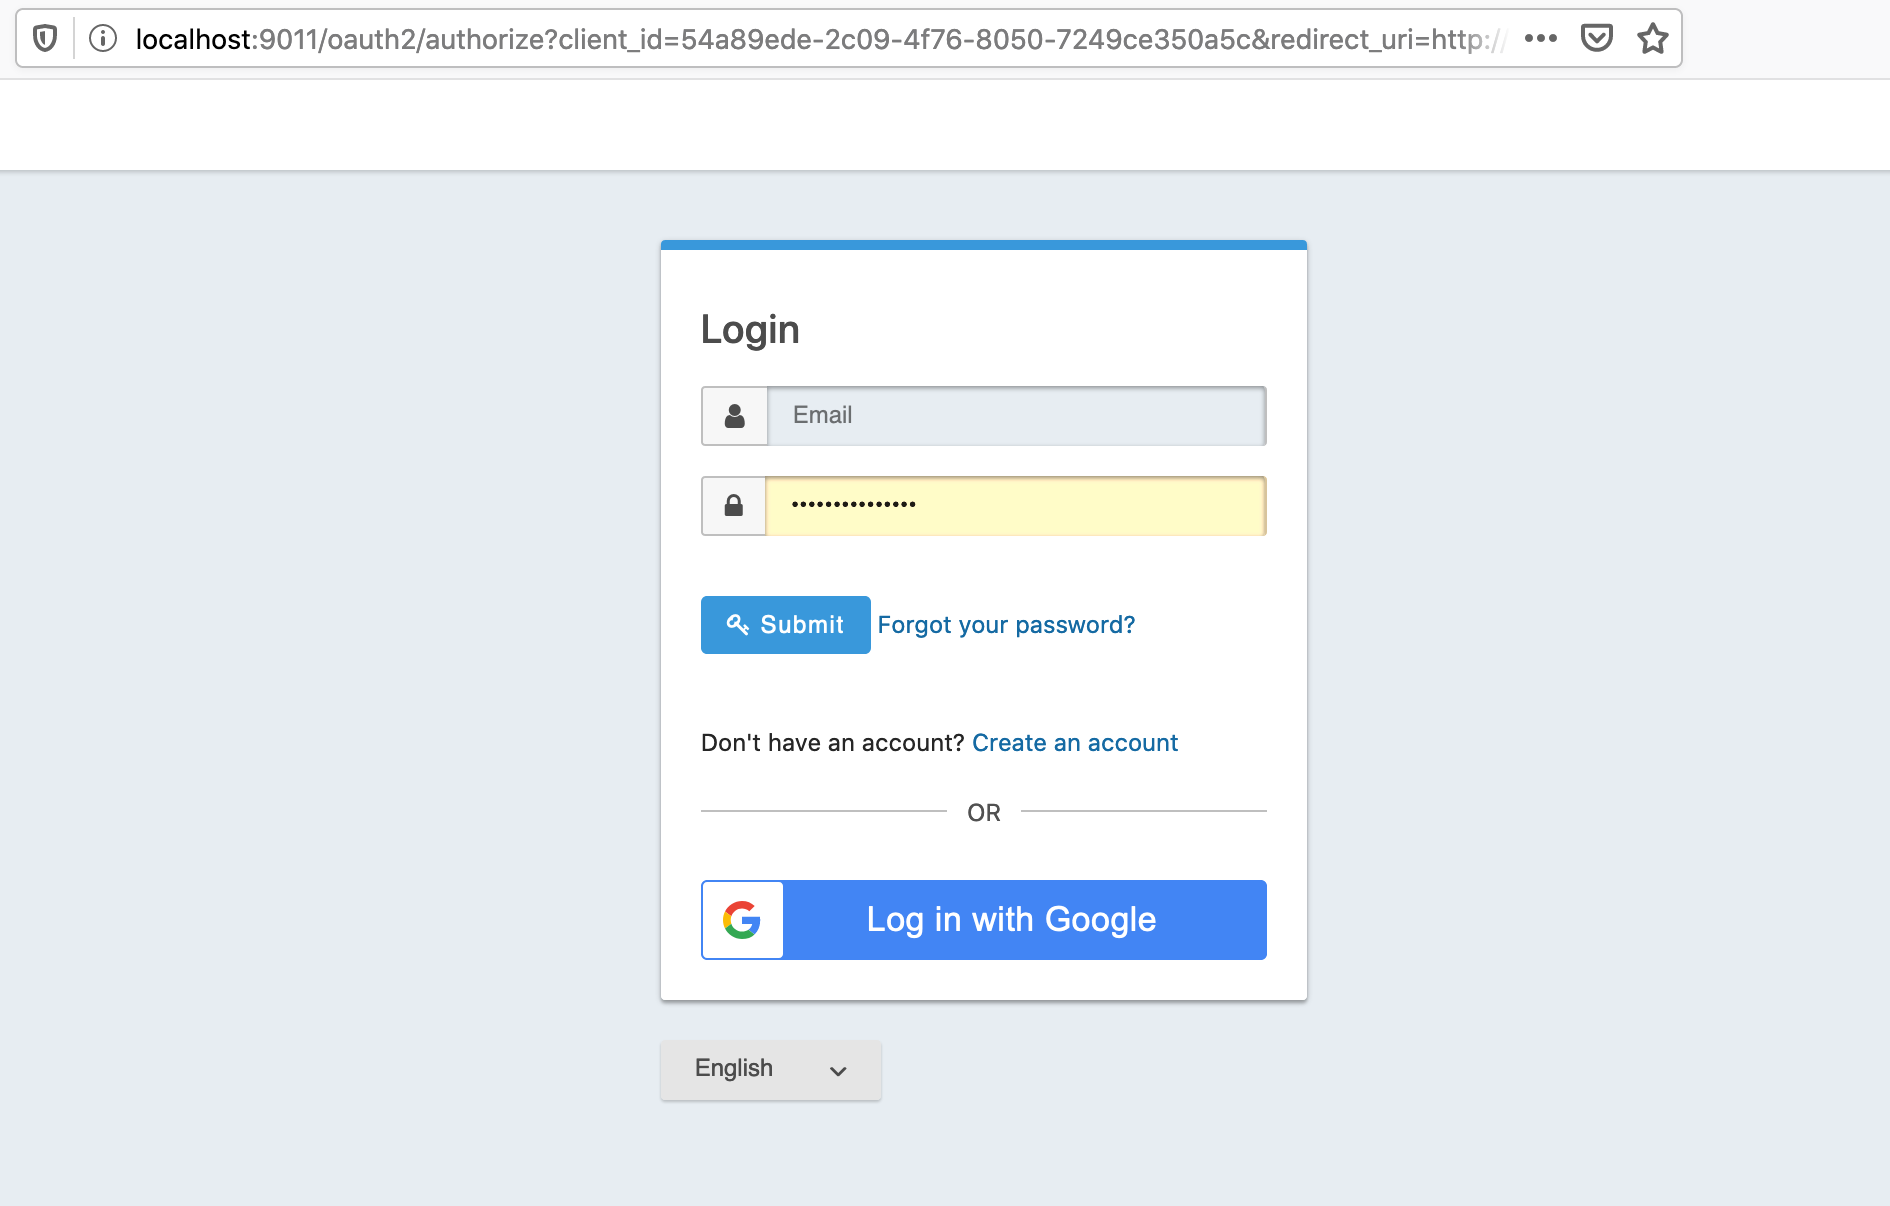 localhost:9011/oauth2/authorize?client_id=54a89ede-2c09-4f76-8050-7249ce350a5c&redirect_uri=http://
Login
Email
•••••••••••••••
Submit Forgot your password?
Don't have an account? Create an account
OR
Log in with Google
English